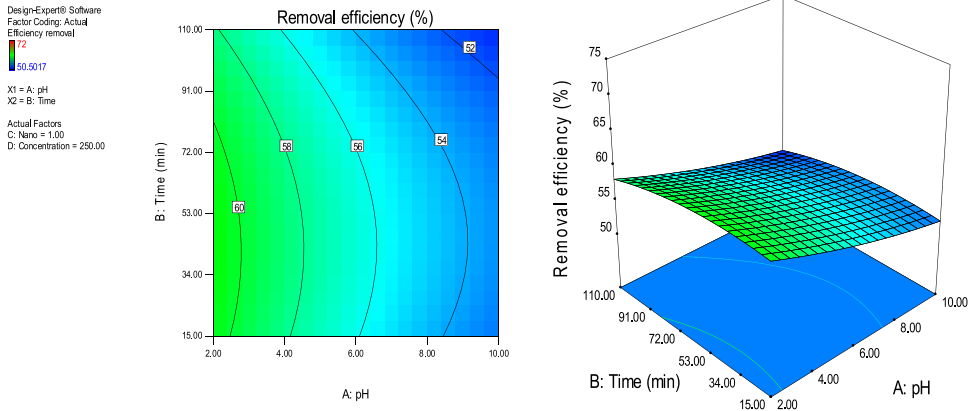 Design-Expert® Software
Factor Coding: Actual
Efficiency removal
72
50.5017
X1 = A: pH
X2 = B: Time
Actual Factors
C: Nano = 1.00
D: Concentration = 250.00
Removal efficiency (%)
110.00
91.00
72.00
53.00
34.00
15.00
B: Time (min)
2.00 4.00 6.00 8.00 10.00
A: pH
52
54
56
58
60
75
70
65
60
55
50
Removal efficiency (%)
110.00
91.00
72.00
53.00
34.00
15.00
B: Time (min)
2.00
4.00
6.00
8.00
10.00
A: pH